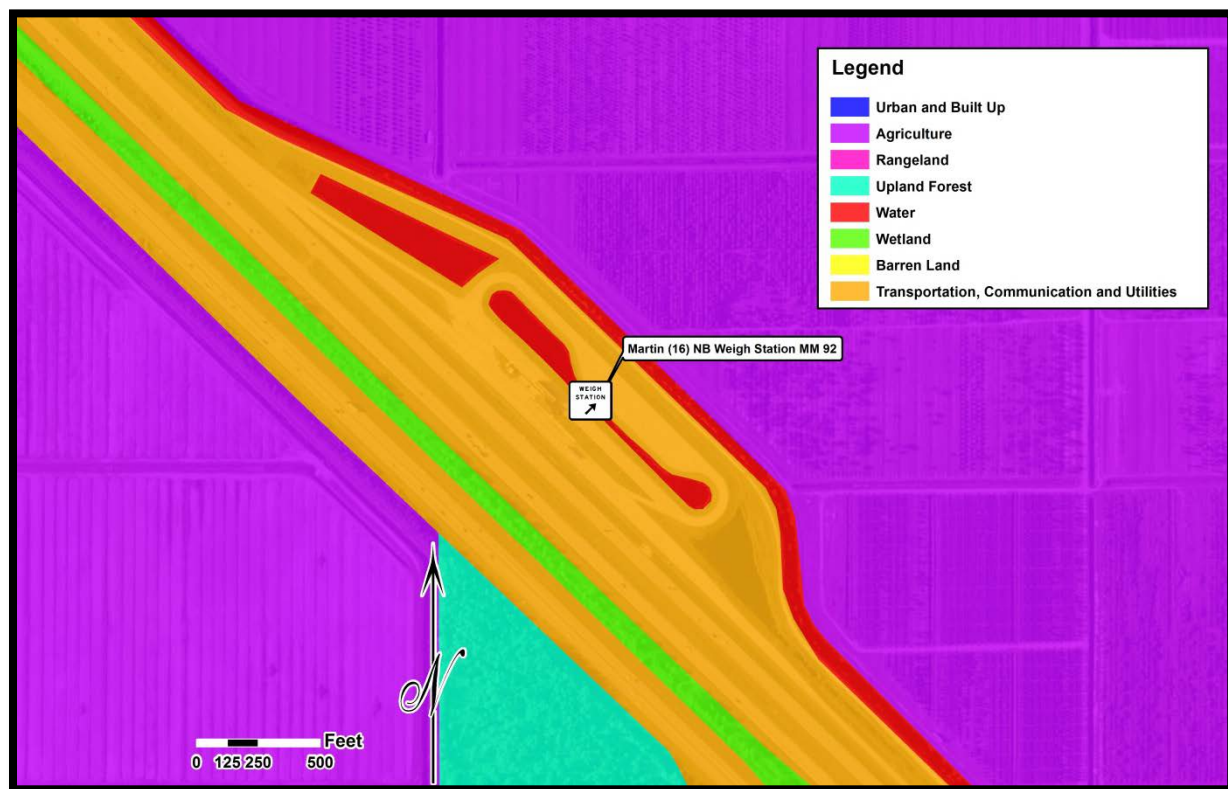 Legend
Urban and Built Up
Agriculture
Rangeland
Upland Forest
Water
Wetland
Barren Land
Transportation, Communication and Utilities
Martin (16) NB Weigh Station MM 92
WEIGH
STATION
N
Feet
0 125 250 500